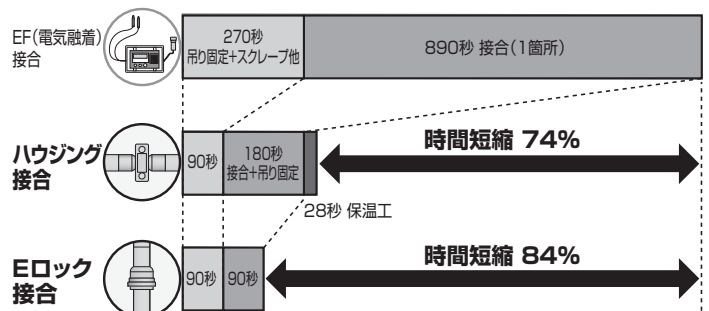 EF(電気融着)
接合
270秒
吊り固定+スクレープ他
890秒 接合(1箇所)
ハウジング
接合
90秒
180秒
接合+吊り固定
時間短縮 74%
28秒 保温工
Eロック
接合
90秒
90秒
時間短縮 84%